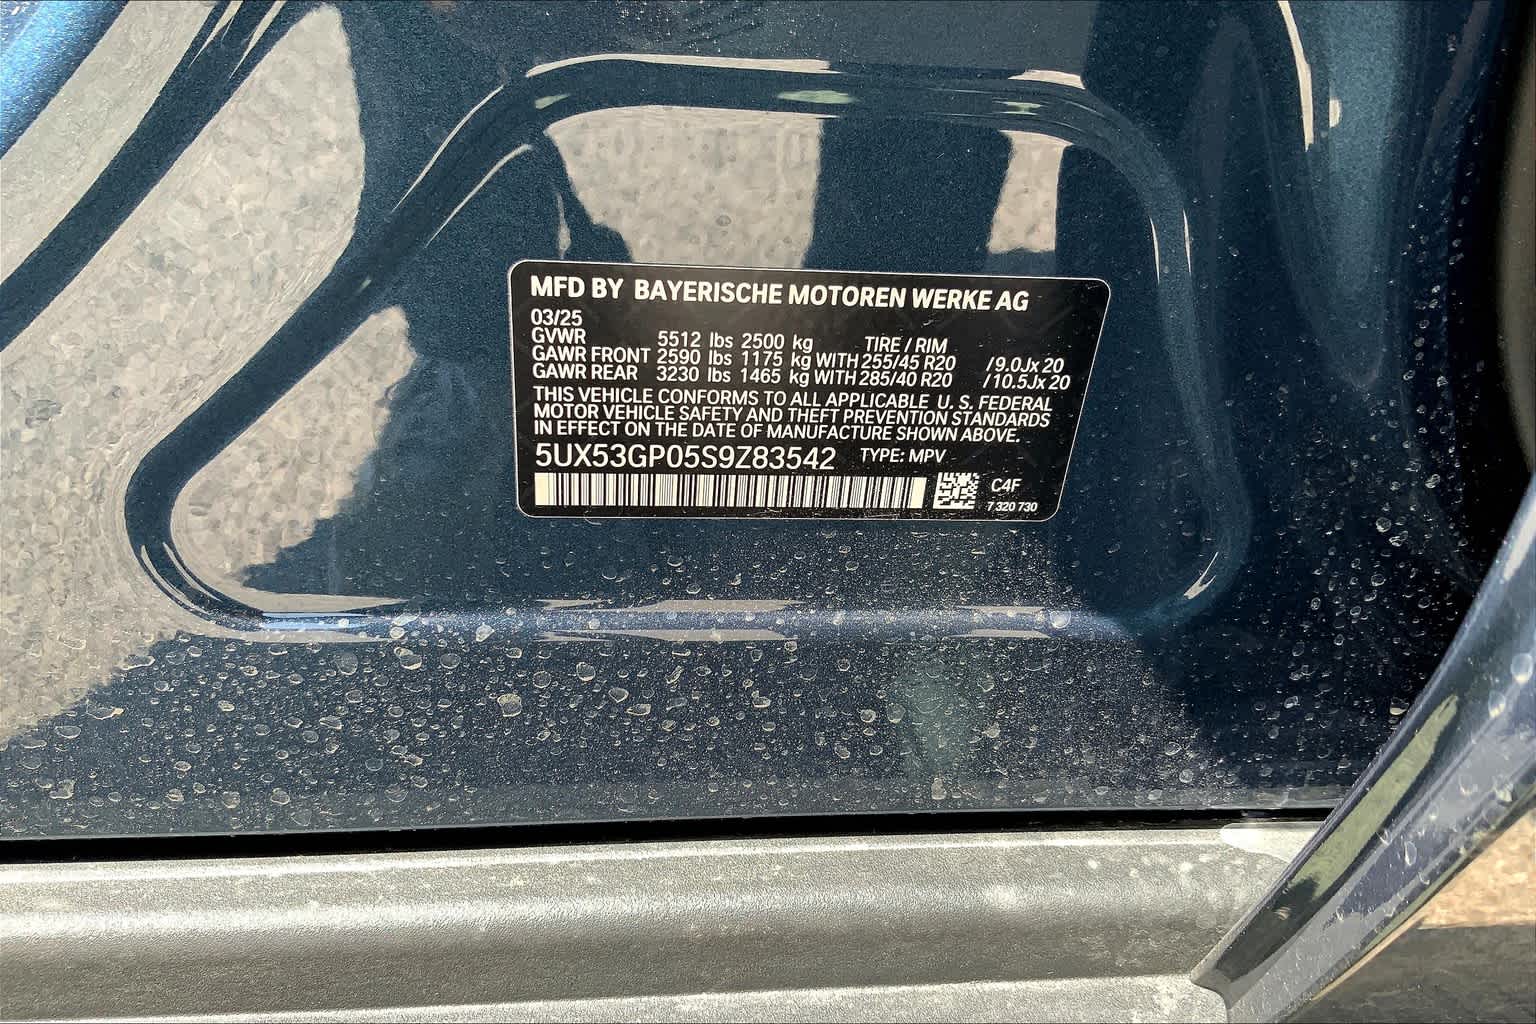 MFD BY BAYERISCHE MOTOREN WERKE AG
03/25
GVWR 5512 lbs 2500 kg TIRE / RIM
GAWR FRONT 2590 lbs 1175 kg WITH 255/45 R20 /9.0Jx 20
GAWR REAR 3230 lbs 1465 kg WITH 285/40 R20 /10.5Jx 20
THIS VEHICLE CONFORMS TO ALL APPLICABLE U. S. FEDERAL
MOTOR VEHICLE SAFETY AND THEFT PREVENTION STANDARDS
IN EFFECT ON THE DATE OF MANUFACTURE SHOWN ABOVE.
5UX53GP05S9Z83542 TYPE: MPV
C4F
7 320 730